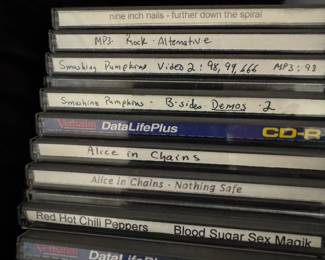 nine inch nails - further down the spiral
MP3 Rock - Alternative
Smashing Pumpkins Video 2: 98, 99, 666 MP3: 98
Smashing Pumpkins - B-sides Demos - 2
Verbatim DataLifePlus CD-R
Alice in Chains
Alice in Chains - Nothing Safe
Red Hot Chili Peppers Blood Sugar Sex Magik
Verbatim DataLifePlus